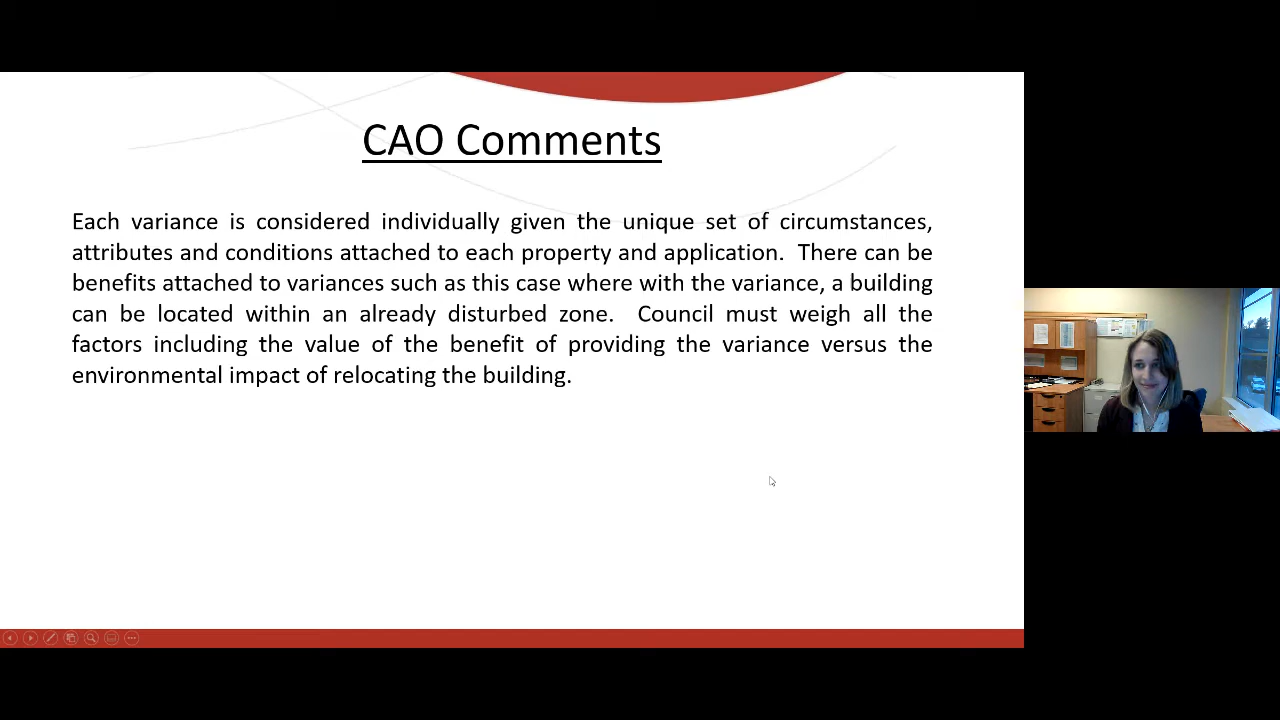 CAO Comments
Each variance is considered individually given the unique set of circumstances,
attributes and conditions attached to each property and application.  There can be
benefits attached to variances such as this case where with the variance, a building
can be located within an already disturbed zone.  Council must weigh all the
factors including the value of the benefit of providing the variance versus the
environmental impact of relocating the building.